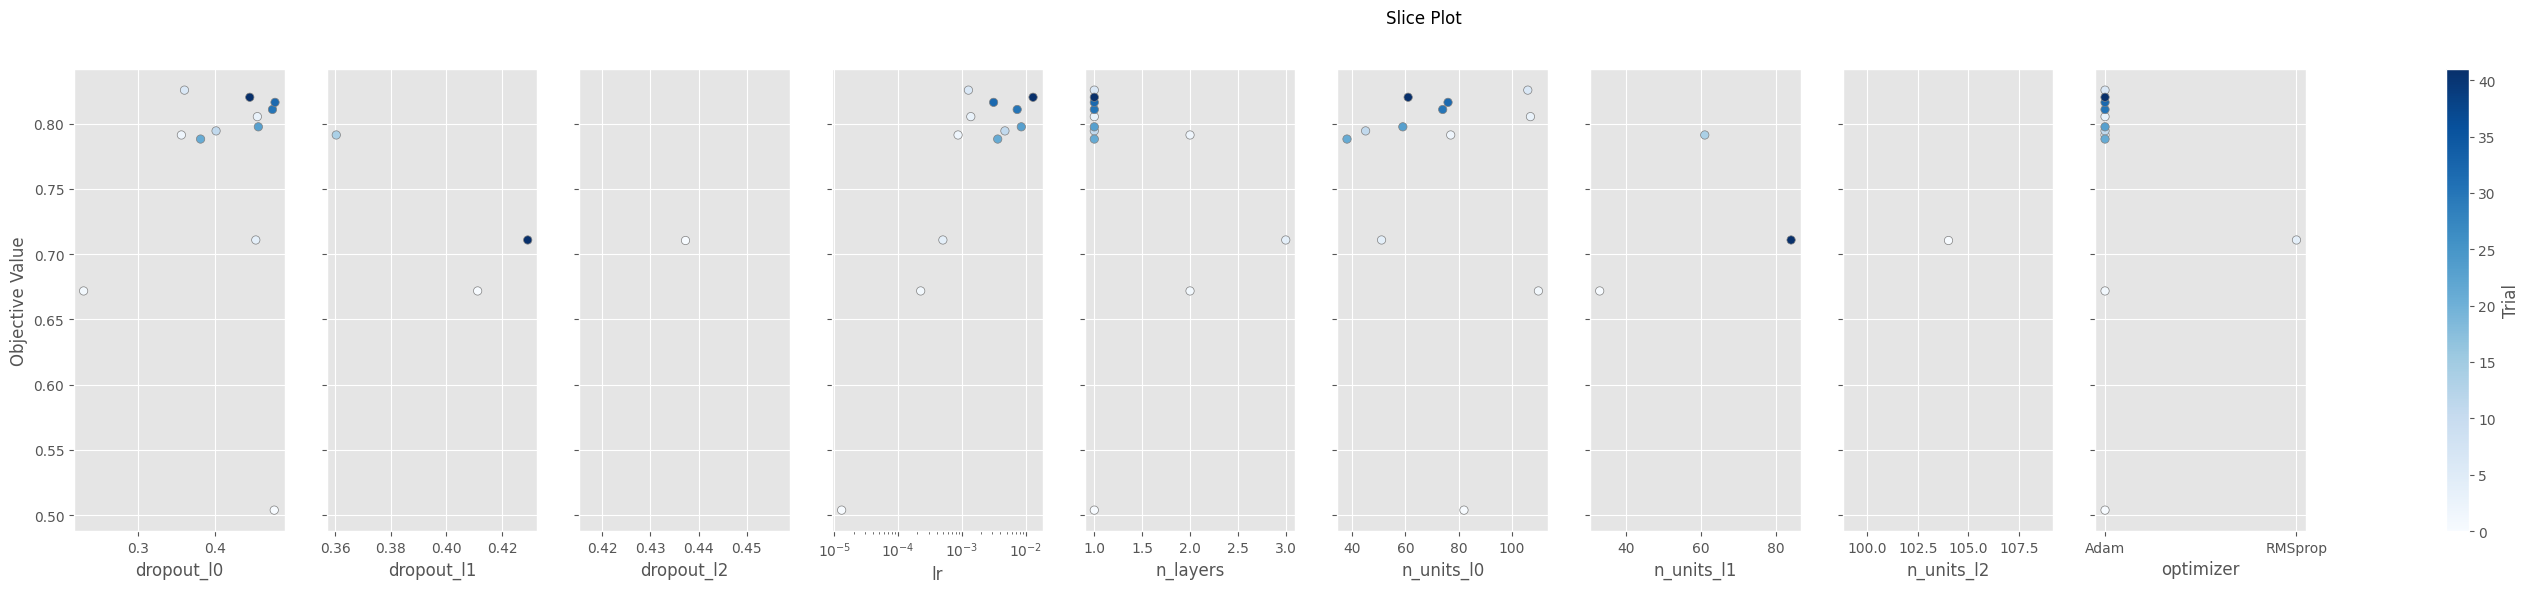 Slice Plot
Objective Value
0.80
0.75
0.70
0.65
0.60
0.55
0.50
0.3 0.4
dropout_l0
0.36 0.38 0.40 0.42
dropout_l1
0.42 0.43 0.44 0.45
dropout_l2
10⁻⁵ 10⁻⁴ 10⁻³ 10⁻²
lr
1.0 1.5 2.0 2.5 3.0
n_layers
40 60 80 100
n_units_l0
40 60 80
n_units_l1
100.0 102.5 105.0 107.5
n_units_l2
Adam RMSprop
optimizer
40
35
30
25
20
15
10
5
0
Trial